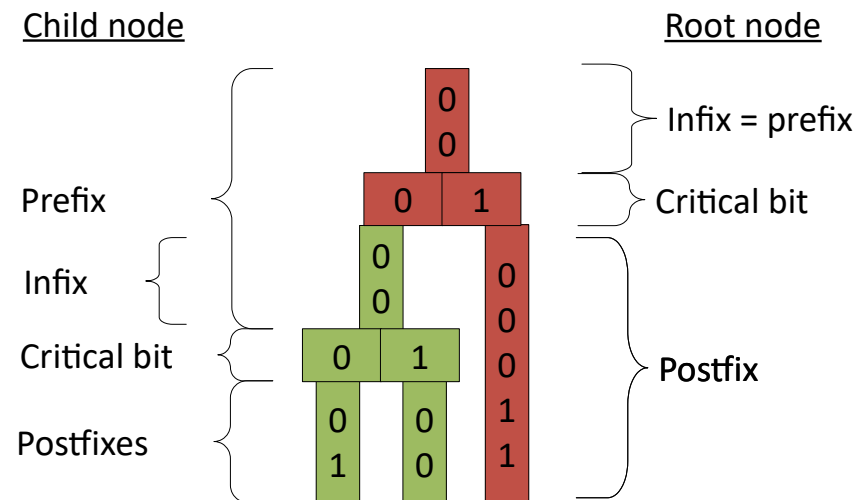 Child node
Root node
0
0
Infix = prefix
0 1
Prefix
Critical bit
0
0
0
0
0
1
1
Infix
Critical bit
0 1
Postfix
0 0
1 0
Postfixes